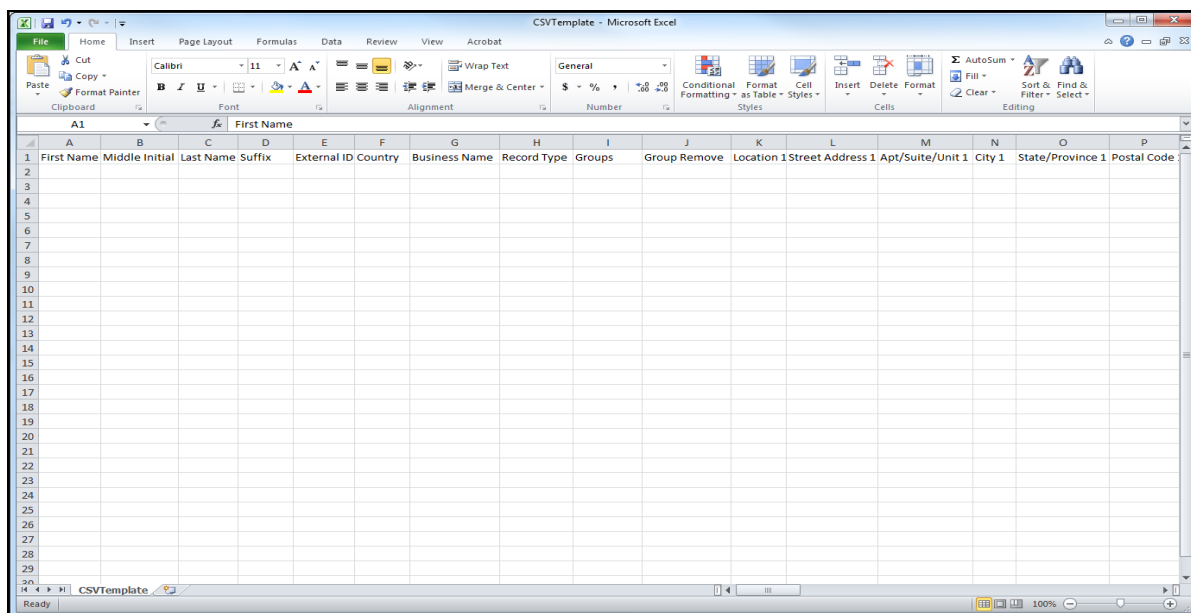 CSVTemplate - Microsoft Excel
File Home Insert Page Layout Formulas Data Review View Acrobat
Paste
Cut
Copy
Format Painter
Clipboard
Calibri 11 A A
B I U A
Font
Wrap Text
Merge & Center
Alignment
General
$ % , .0 .00 .00 .0
Number
Conditional Formatting
Format as Table
Cell Styles
Styles
Insert Delete Format
Cells
Σ AutoSum
Fill
Clear
Sort & Filter
Find & Select
Editing
A1 fx First Name
A B C D E F G H I J K L M N O P
1 First Name Middle Initial Last Name Suffix External ID Country Business Name Record Type Groups Group Remove Location 1 Street Address 1 Apt/Suite/Unit 1 City 1 State/Province 1 Postal Code
2
3
4
5
6
7
8
9
10
11
12
13
14
15
16
17
18
19
20
21
22
23
24
25
26
27
28
29
30
CSVTemplate
Ready 100%